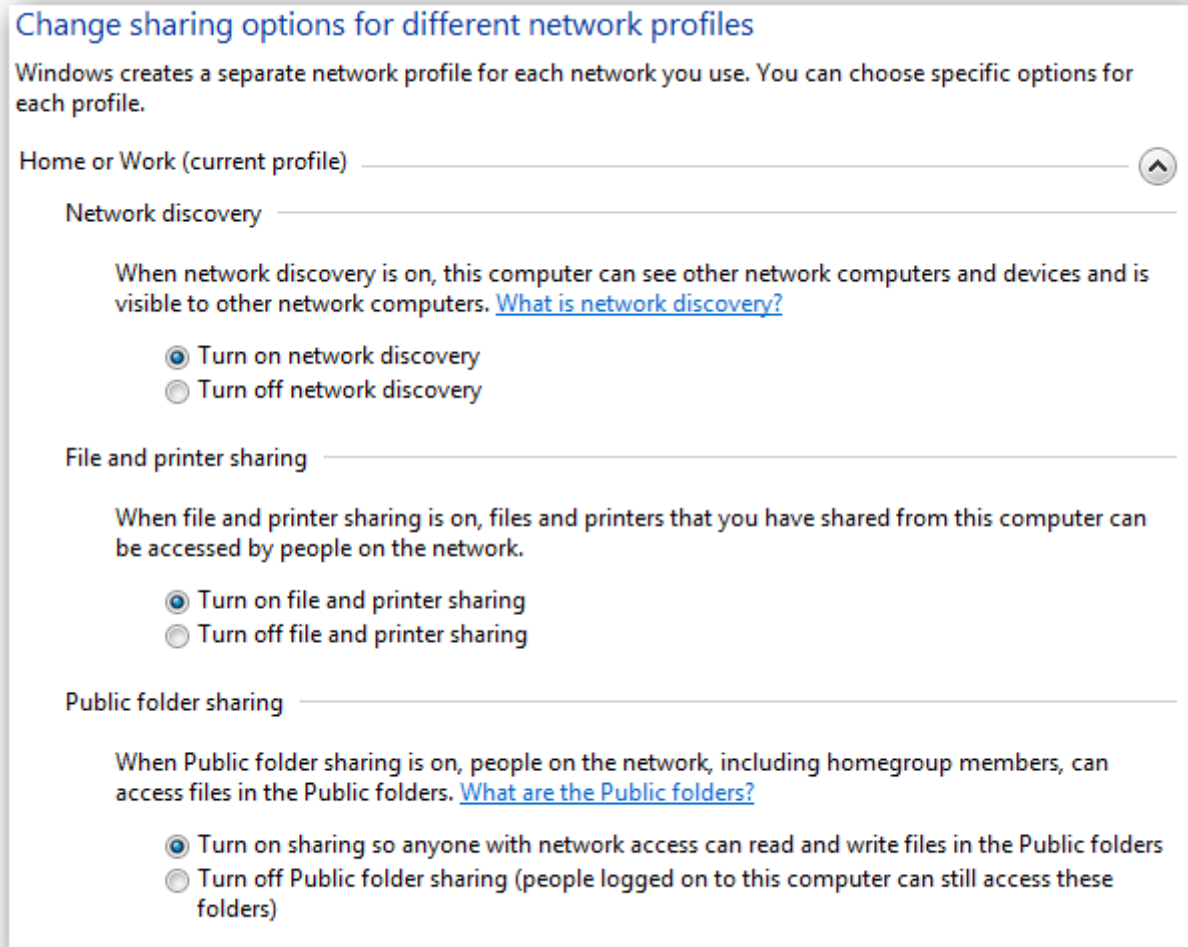 Change sharing options for different network profiles
Windows creates a separate network profile for each network you use. You can choose specific options for
each profile.
Home or Work (current profile)
Network discovery
When network discovery is on, this computer can see other network computers and devices and is
visible to other network computers. What is network discovery?
Turn on network discovery
Turn off network discovery
File and printer sharing
When file and printer sharing is on, files and printers that you have shared from this computer can
be accessed by people on the network.
Turn on file and printer sharing
Turn off file and printer sharing
Public folder sharing
When Public folder sharing is on, people on the network, including homegroup members, can
access files in the Public folders. What are the Public folders?
Turn on sharing so anyone with network access can read and write files in the Public folders
Turn off Public folder sharing (people logged on to this computer can still access these
folders)